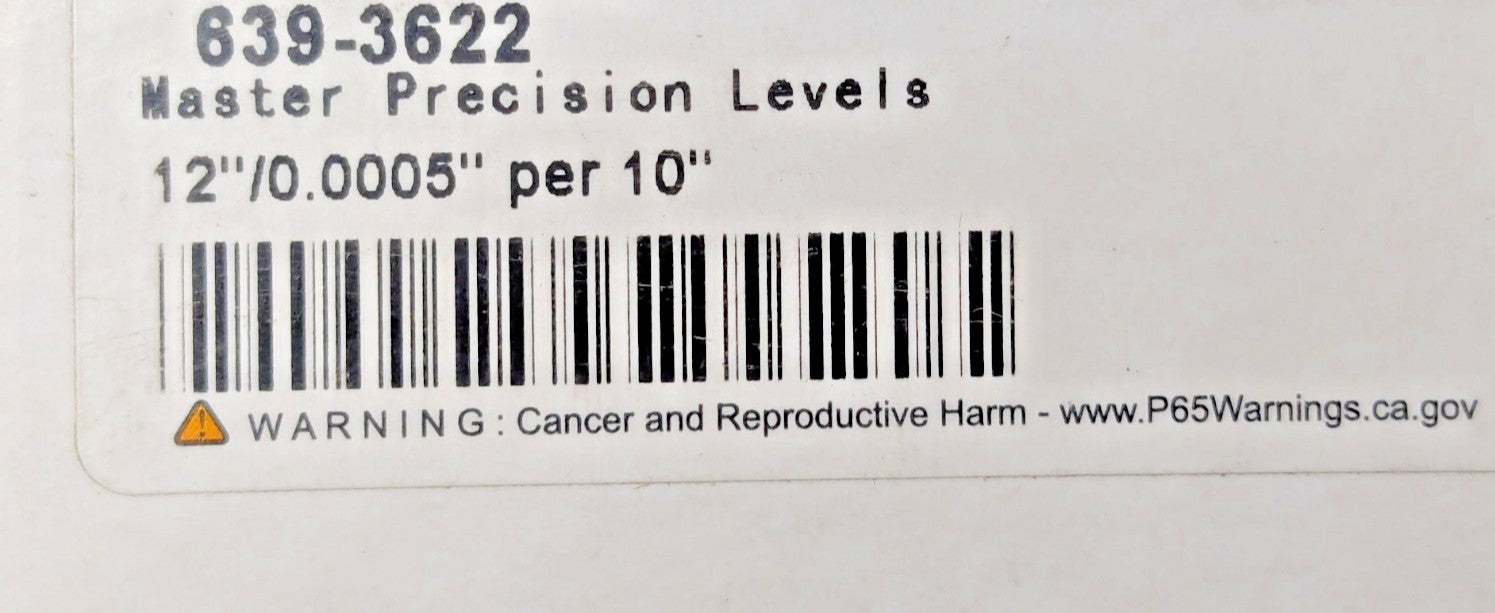 639-3622
Master Precision Levels
12"/0.0005" per 10"
WARNING: Cancer and Reproductive Harm - www.P65Warnings.ca.gov